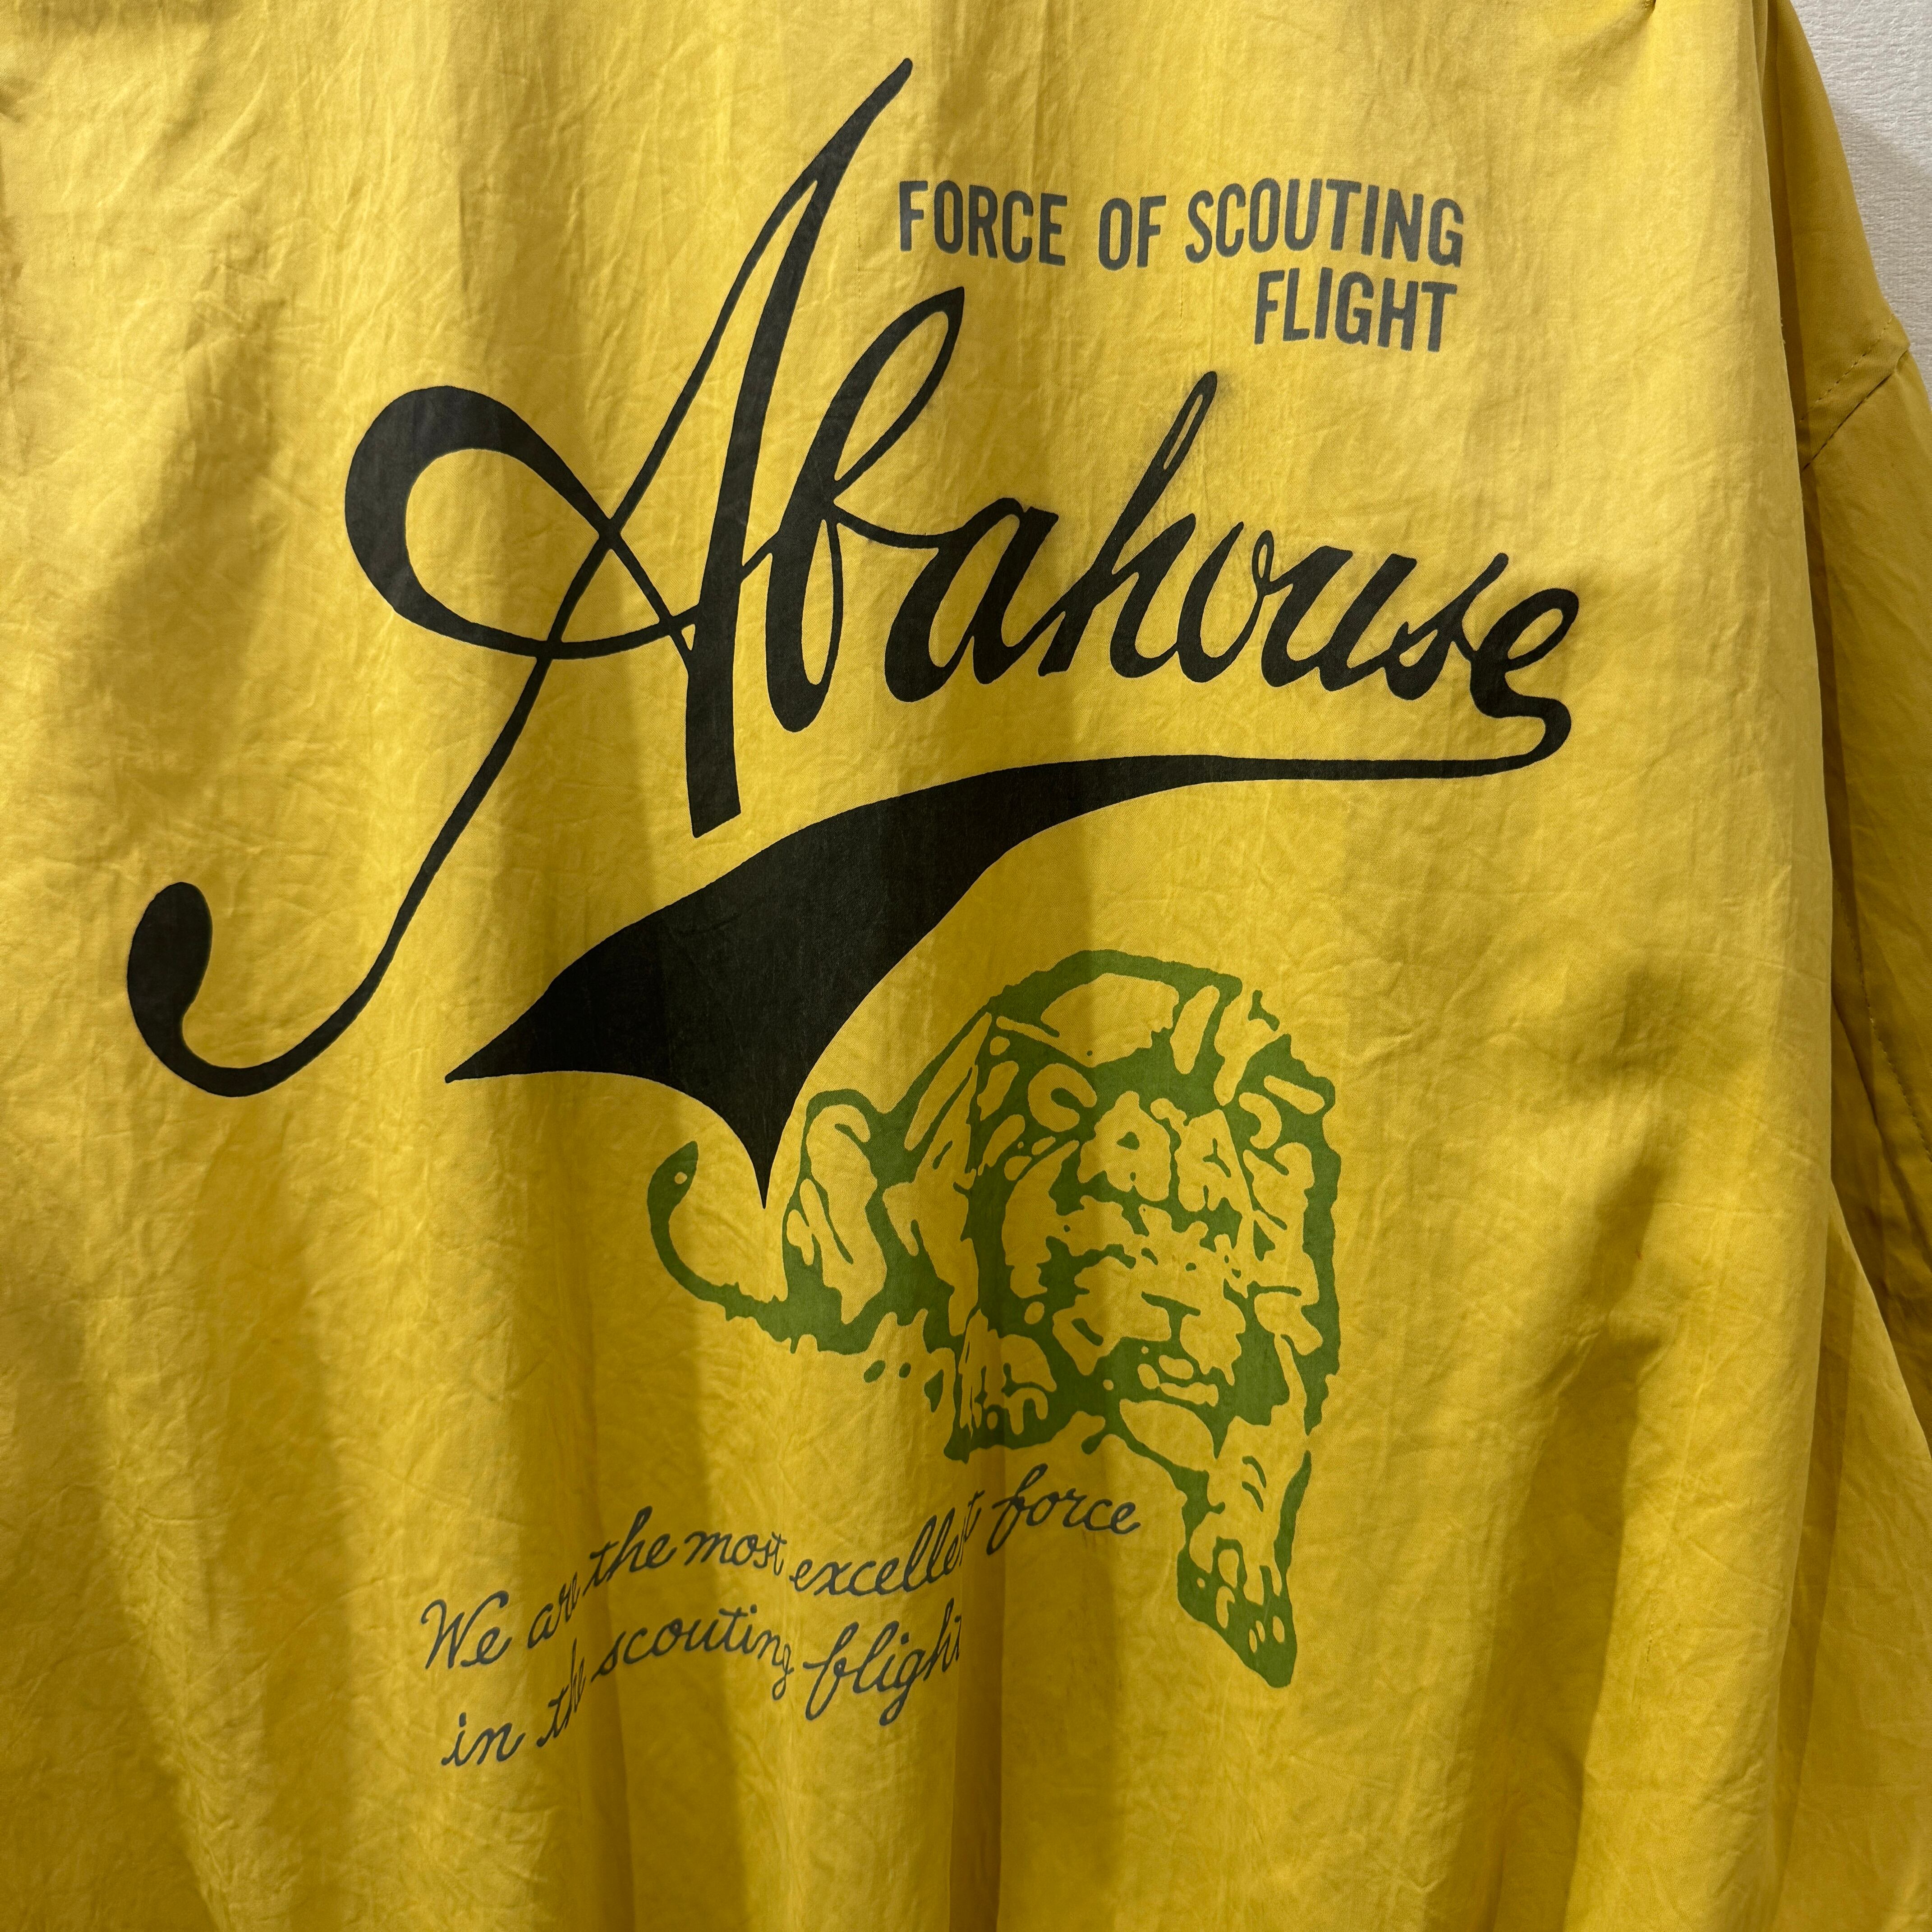 FORCE OF SCOUTING
FLIGHT
Abahouse
We are the most excellent force
in the scouting flight